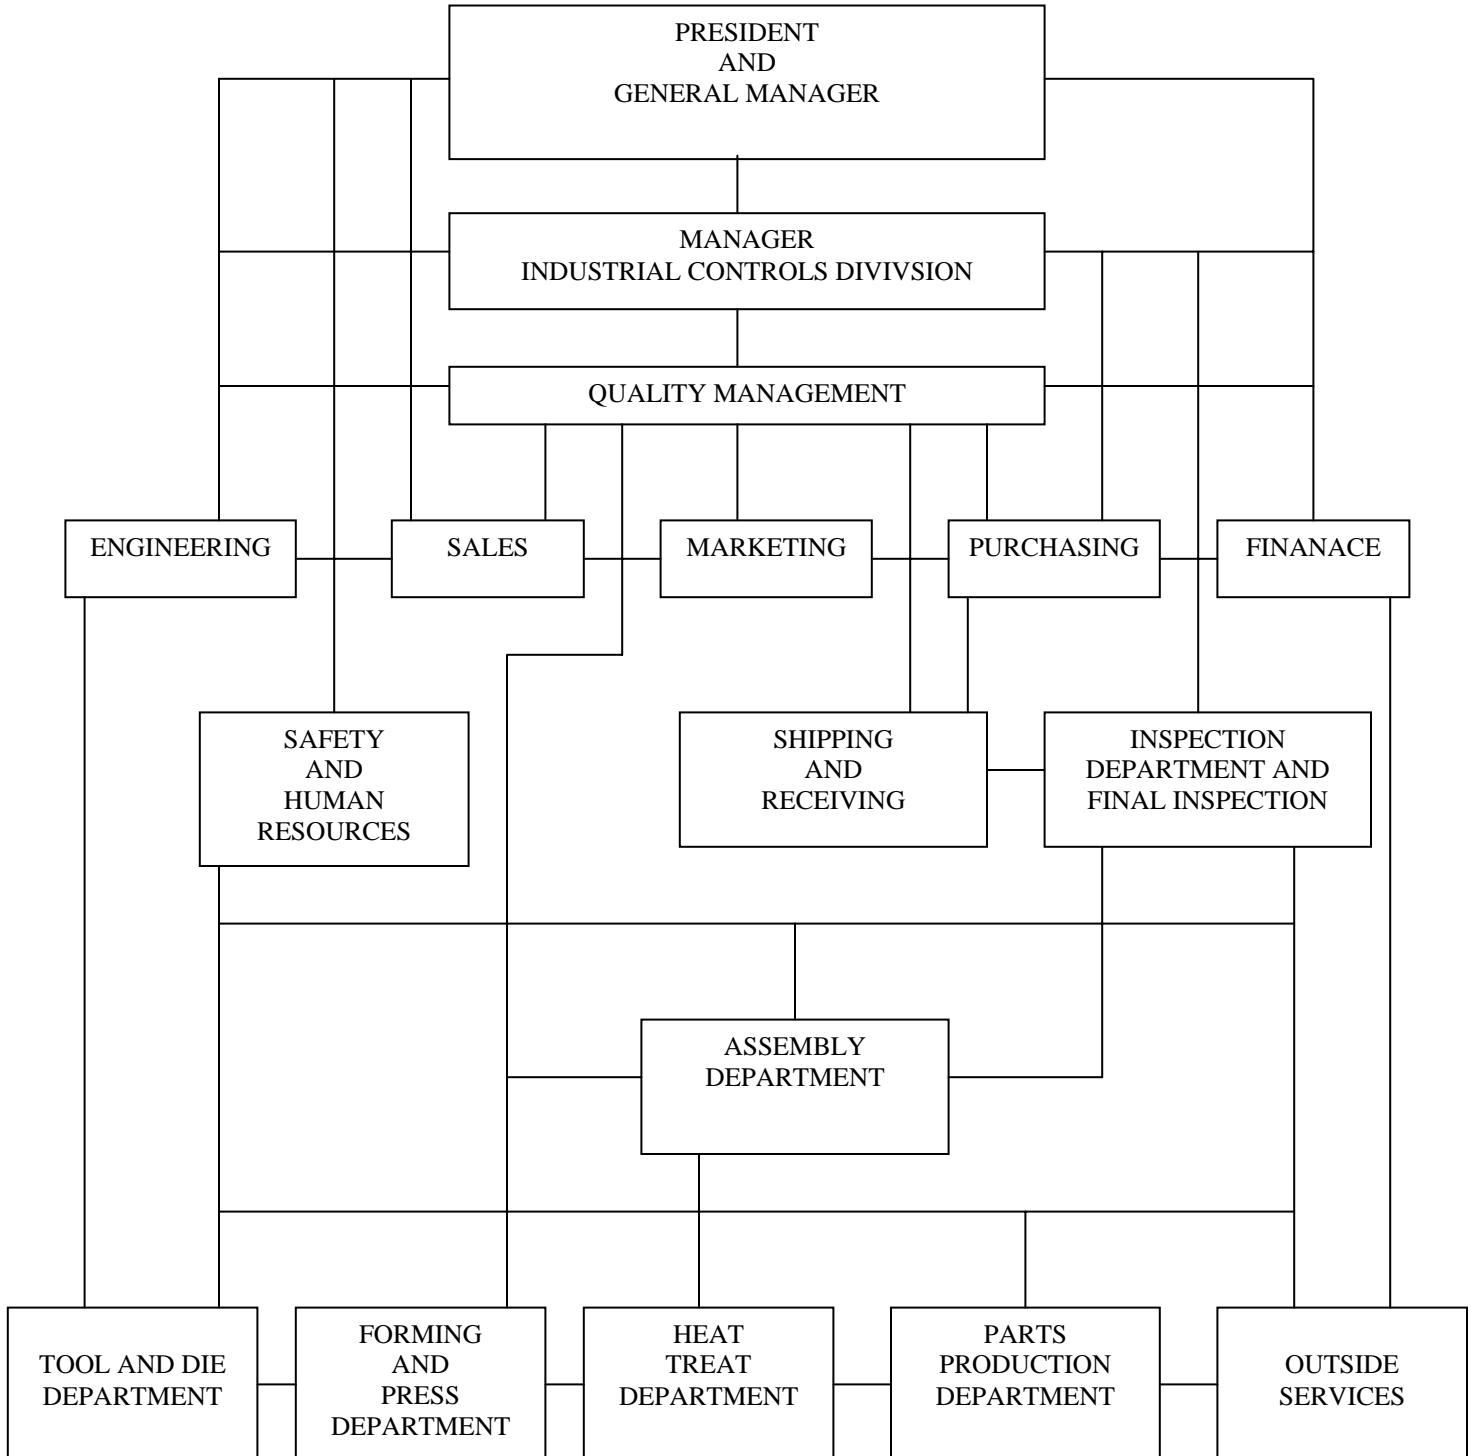 PRESIDENT
AND
GENERAL MANAGER
MANAGER
INDUSTRIAL CONTROLS DIVIVSION
QUALITY MANAGEMENT
ENGINEERING
SALES
MARKETING
PURCHASING
FINANACE
SAFETY
AND
HUMAN
RESOURCES
SHIPPING
AND
RECEIVING
INSPECTION
DEPARTMENT AND
FINAL INSPECTION
ASSEMBLY
DEPARTMENT
TOOL AND DIE
DEPARTMENT
FORMING
AND
PRESS
DEPARTMENT
HEAT
TREAT
DEPARTMENT
PARTS
PRODUCTION
DEPARTMENT
OUTSIDE
SERVICES